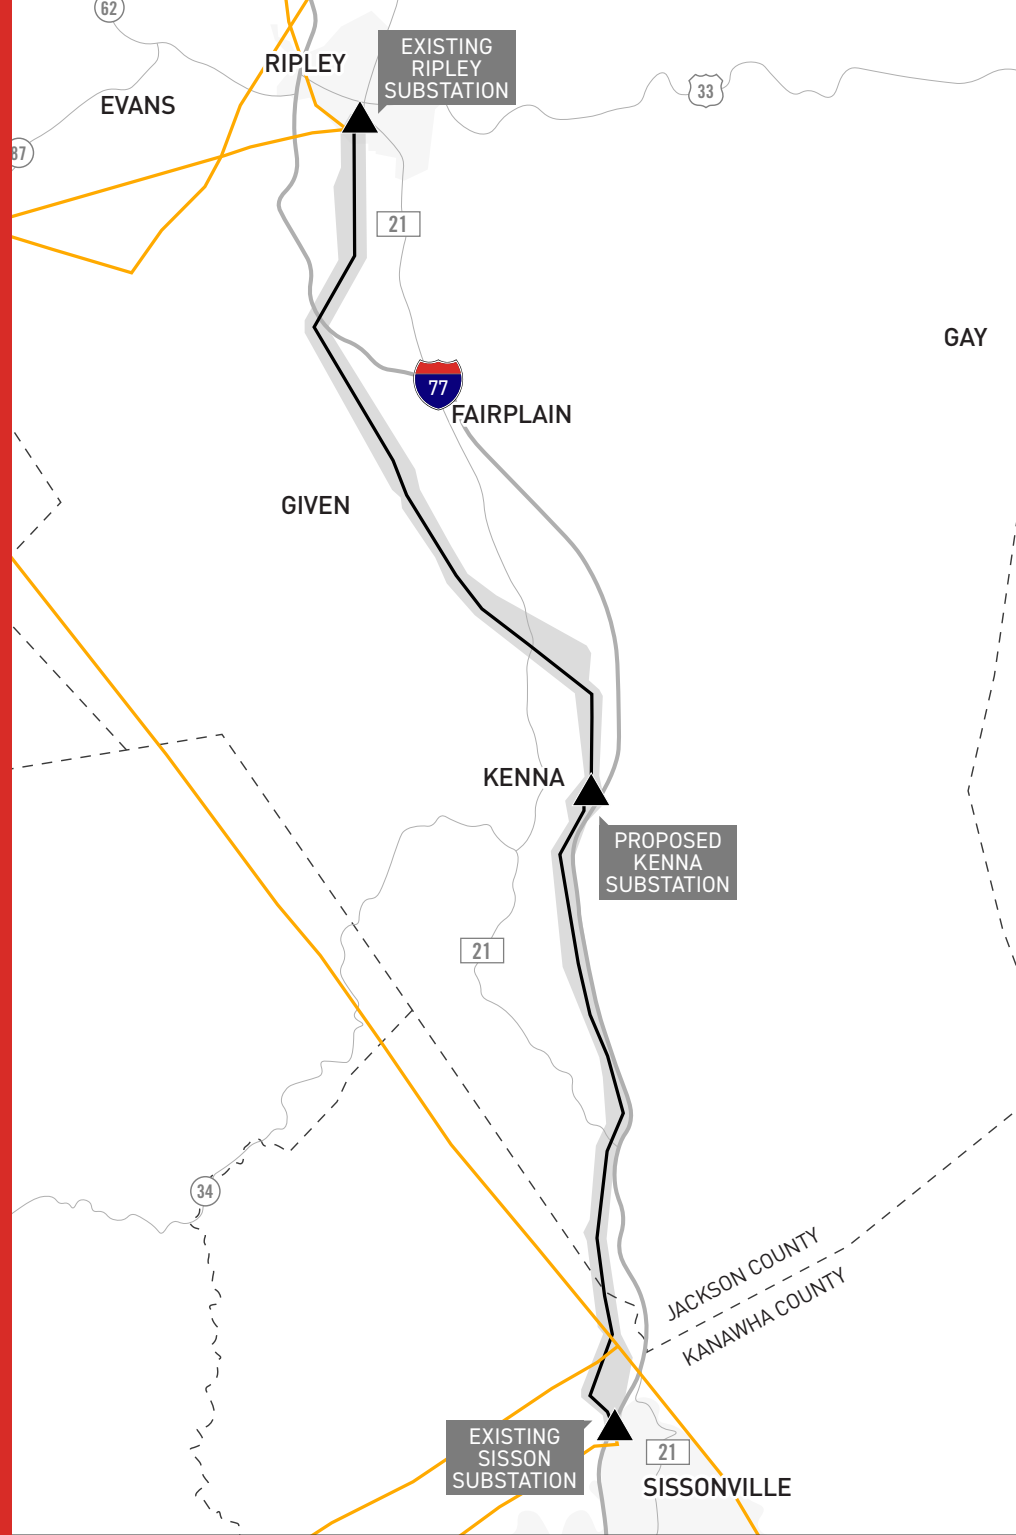 62
RIPLEY
EXISTING
RIPLEY
SUBSTATION
33
EVANS
87
21
GAY
77
FAIRPLAIN
GIVEN
KENNA
PROPOSED
KENNA
SUBSTATION
21
34
JACKSON COUNTY
KANAWHA COUNTY
EXISTING
SISSON
SUBSTATION
21
SISSONVILLE